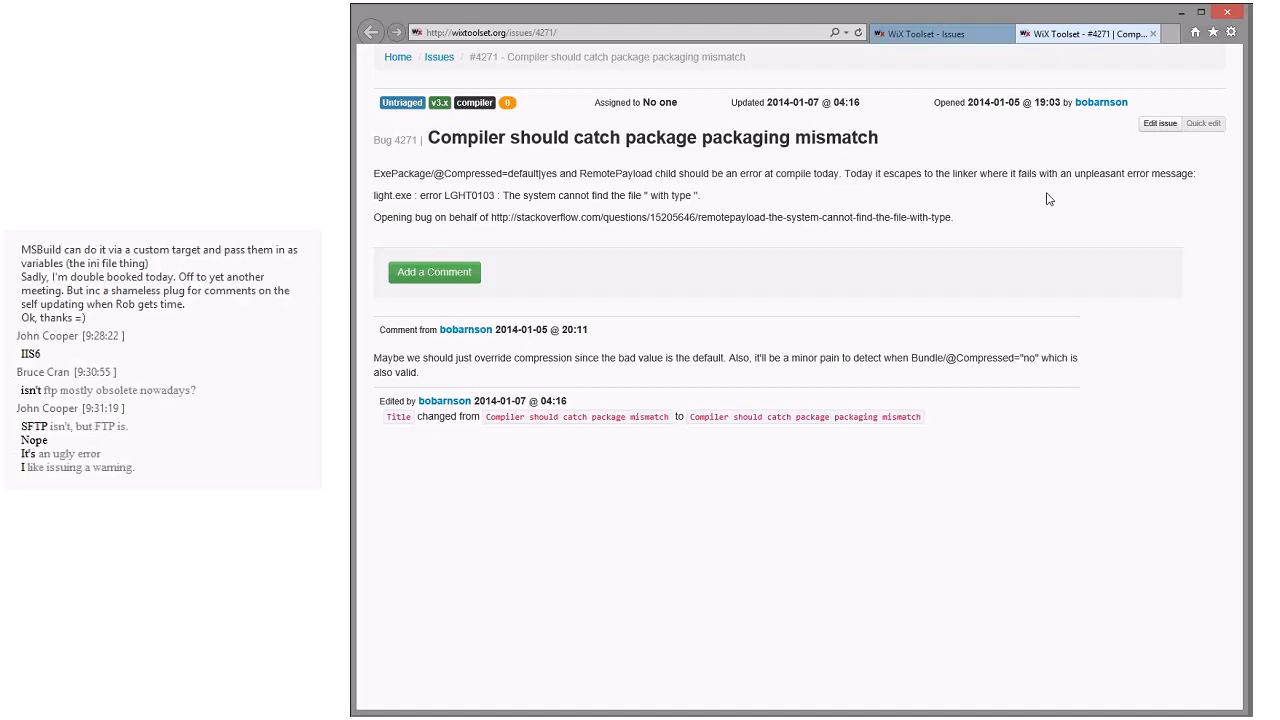 MSBuild can do it via a custom target and pass them in as
variables (the ini file thing)
Sadly, I'm double booked today. Off to yet another
meeting. But inc a shameless plug for comments on the
self updating when Rob gets time.
Ok, thanks =)
John Cooper [9:28:22 ]
IIS6
Bruce Cran [9:30:55 ]
isn't ftp mostly obsolete nowadays?
John Cooper [9:31:19 ]
SFTP isn't, but FTP is.
Nope
It's an ugly error
I like issuing a warning.
http://wixtoolset.org/issues/4271/
WiX Toolset - Issues
WiX Toolset - #4271 | Comp...
Home / Issues / #4271 - Compiler should catch package packaging mismatch
Untriaged v3.x compiler 0 Assigned to No one Updated 2014-01-07 @ 04:16 Opened 2014-01-05 @ 19:03 by bobarnson
Edit issue Quick edit
Bug 4271 | Compiler should catch package packaging mismatch
ExePackage/@Compressed=default|yes and RemotePayload child should be an error at compile today. Today it escapes to the linker where it fails with an unpleasant error message:
light.exe : error LGHT0103 : The system cannot find the file '' with type ''.
Opening bug on behalf of http://stackoverflow.com/questions/15205646/remotepayload-the-system-cannot-find-the-file-with-type.
Add a Comment
Comment from bobarnson 2014-01-05 @ 20:11
Maybe we should just override compression since the bad value is the default. Also, it'll be a minor pain to detect when Bundle/@Compressed="no" which is
also valid.
Edited by bobarnson 2014-01-07 @ 04:16
Title changed from Compiler should catch package mismatch to Compiler should catch package packaging mismatch